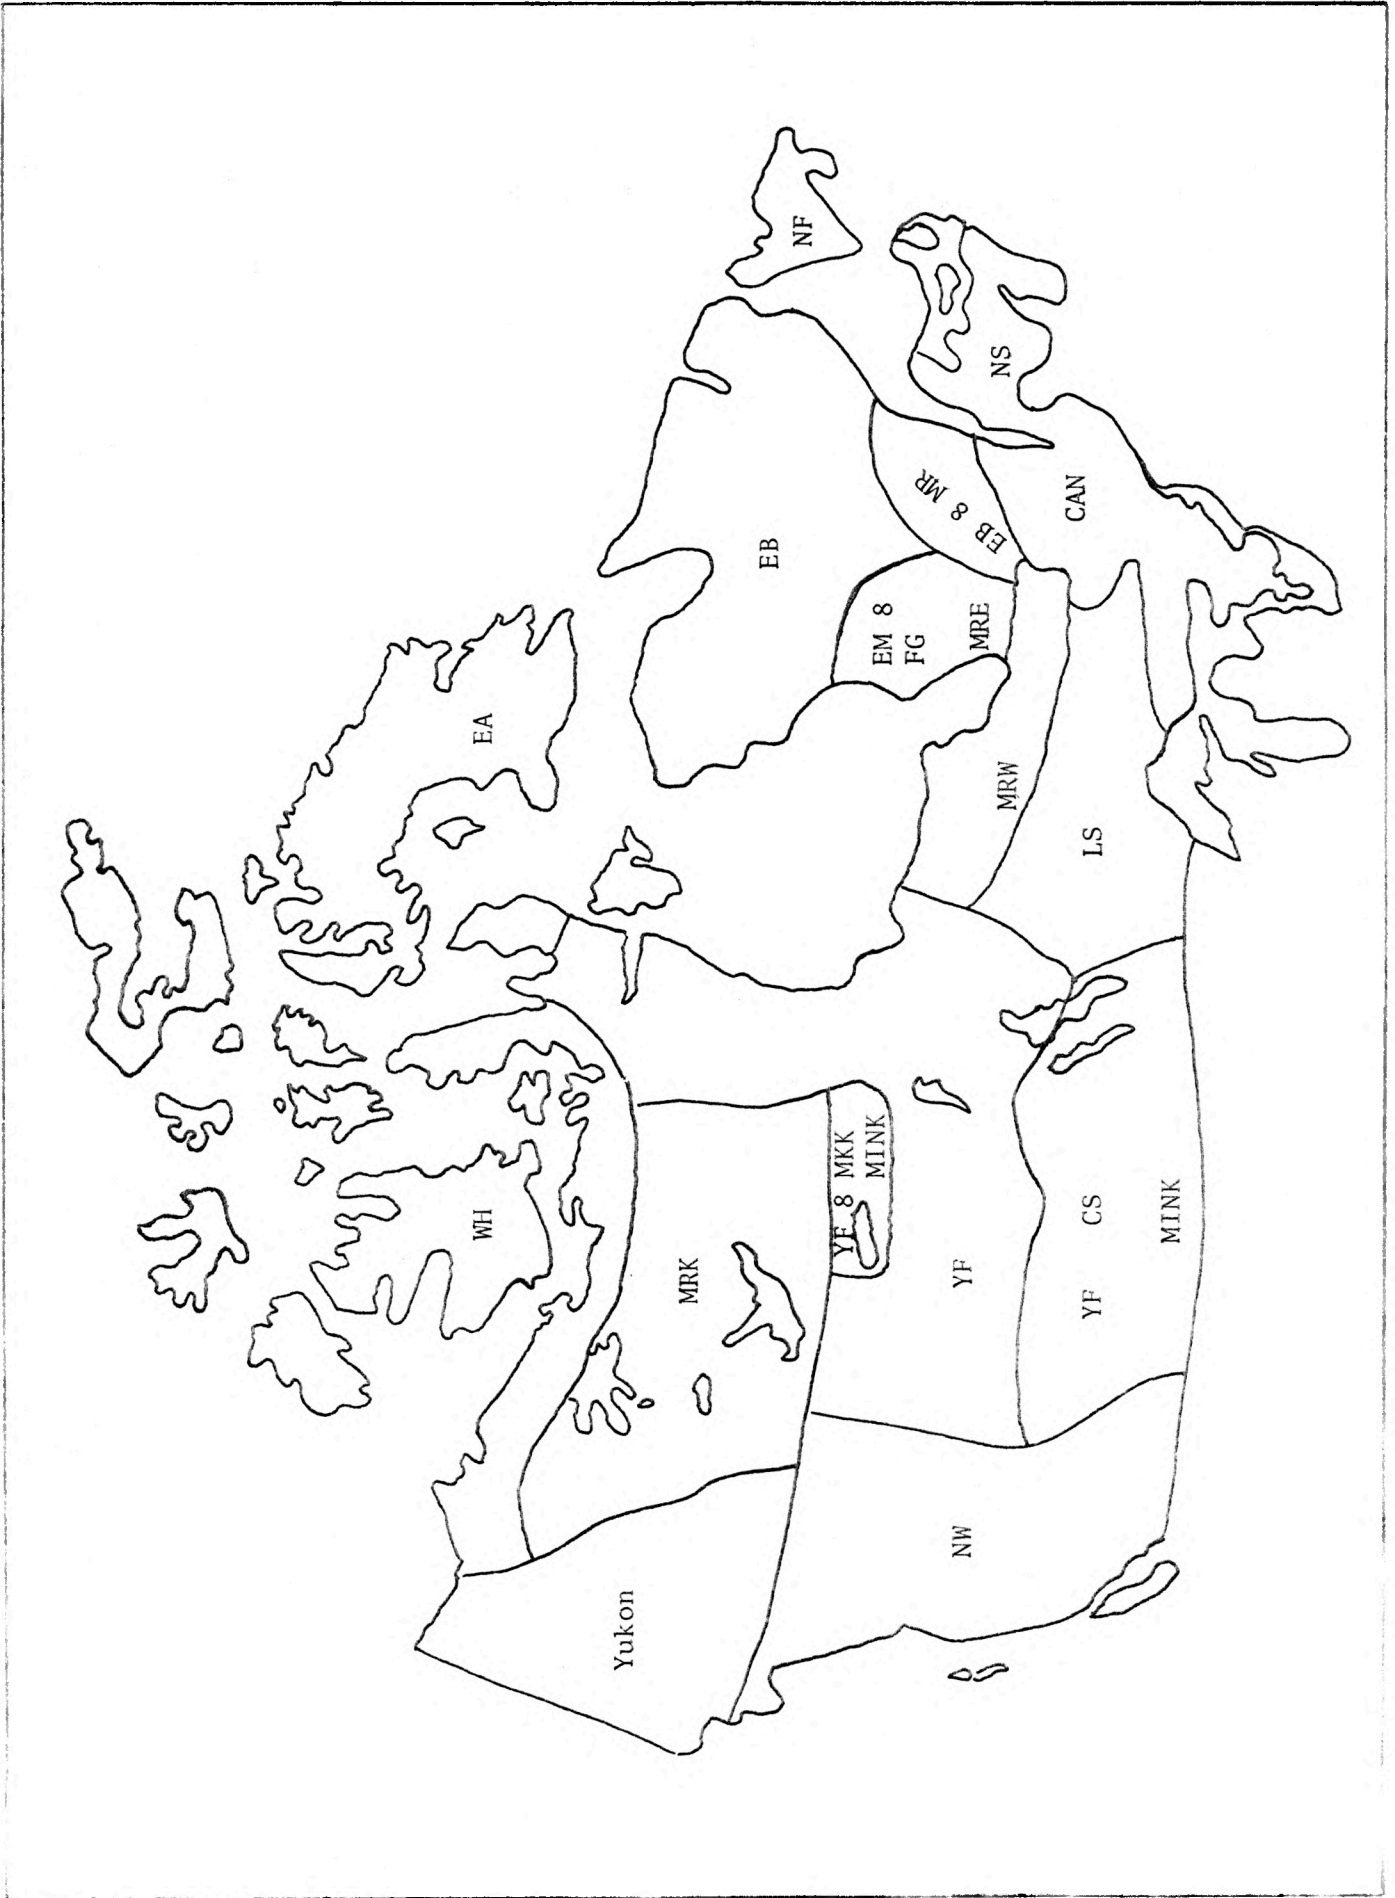 NF
NS
EA
EB
EB 8 MR
CAN
EM 8
FG
MRE
MRW
LS
WH
MRK
YF 8 MKK
MINK
YF
YF CS
MINK
Yukon
NW